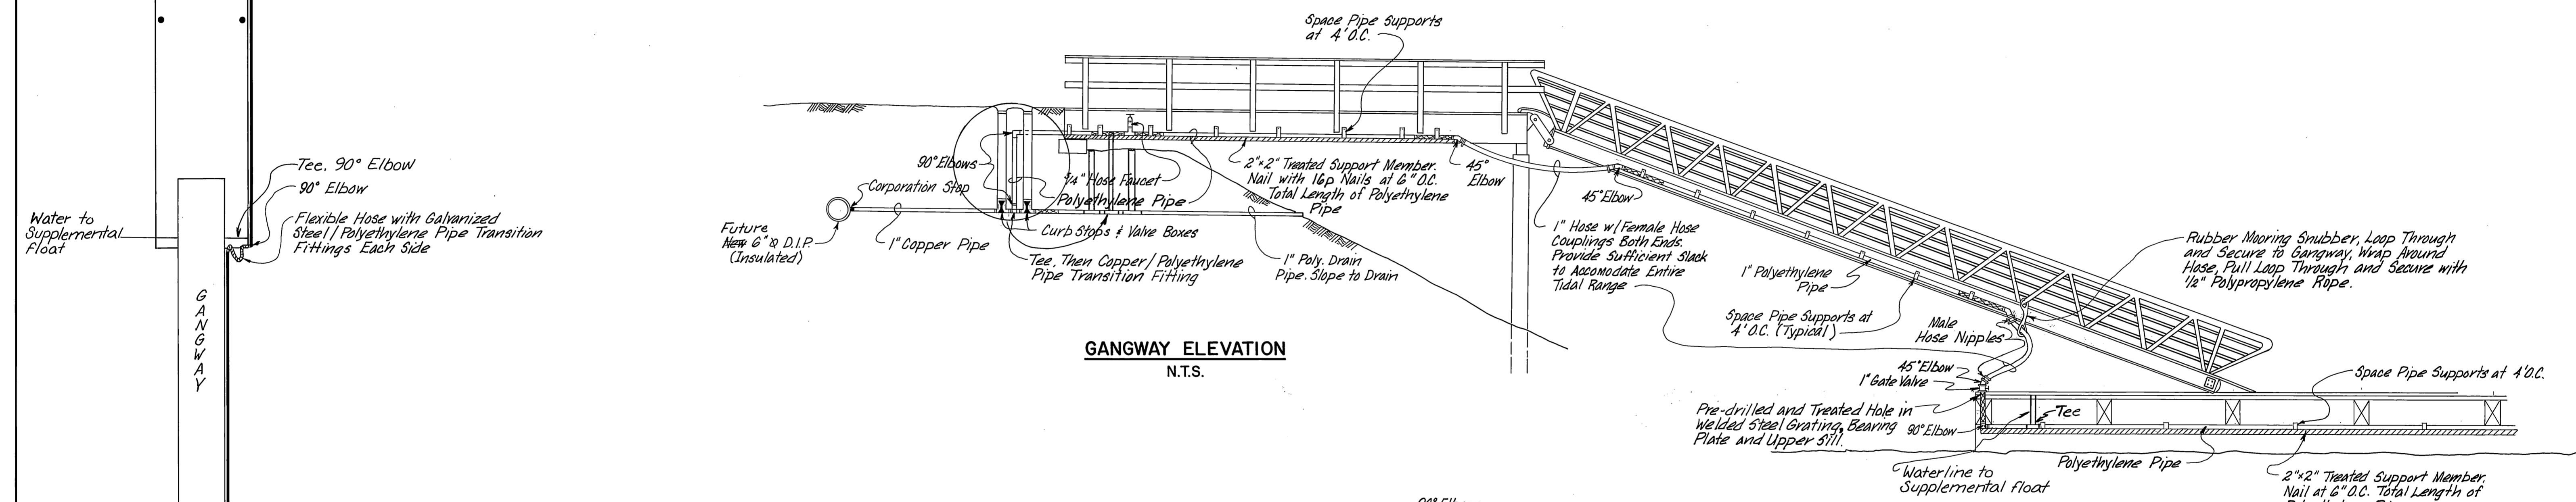 Tee, 90° Elbow
90° Elbow
Flexible Hose with Galvanized
Steel / Polyethylene Pipe Transition
Fittings Each Side
Water to
Supplemental
float
GANGWAY
Space Pipe Supports
at 4' O.C.
90° Elbows
3/4" Hose Faucet
Polyethylene Pipe
Corporation Stop
Future
New 6" Ø D.I.P.
(Insulated)
1" Copper Pipe
Curb Stops & Valve Boxes
Tee, Then Copper / Polyethylene
Pipe Transition Fitting
1" Poly. Drain
Pipe. Slope to Drain
2"x2" Treated Support Member.
Nail with 16p Nails at 6" O.C.
Total Length of Polyethylene
Pipe
45°
Elbow
45° Elbow
1" Hose w/ Female Hose
Couplings Both Ends.
Provide Sufficient Slack
to Accomodate Entire
Tidal Range
1" Polyethylene
Pipe
Space Pipe Supports at
4' O.C. (Typical)
Rubber Mooring Snubber, Loop Through
and Secure to Gangway, Wrap Around
Hose, Pull Loop Through and Secure with
1/2" Polypropylene Rope.
Male
Hose Nipples
45° Elbow
1" Gate Valve
GANGWAY ELEVATION
N.T.S.
Space Pipe Supports at 4' O.C.
Pre-drilled and Treated Hole in
Welded Steel Grating, Bearing
Plate and Upper Sill.
90° Elbow
Tee
Waterline to
Supplemental float
Polyethylene Pipe
2"x2" Treated Support Member.
Nail at 6" O.C. Total Length of